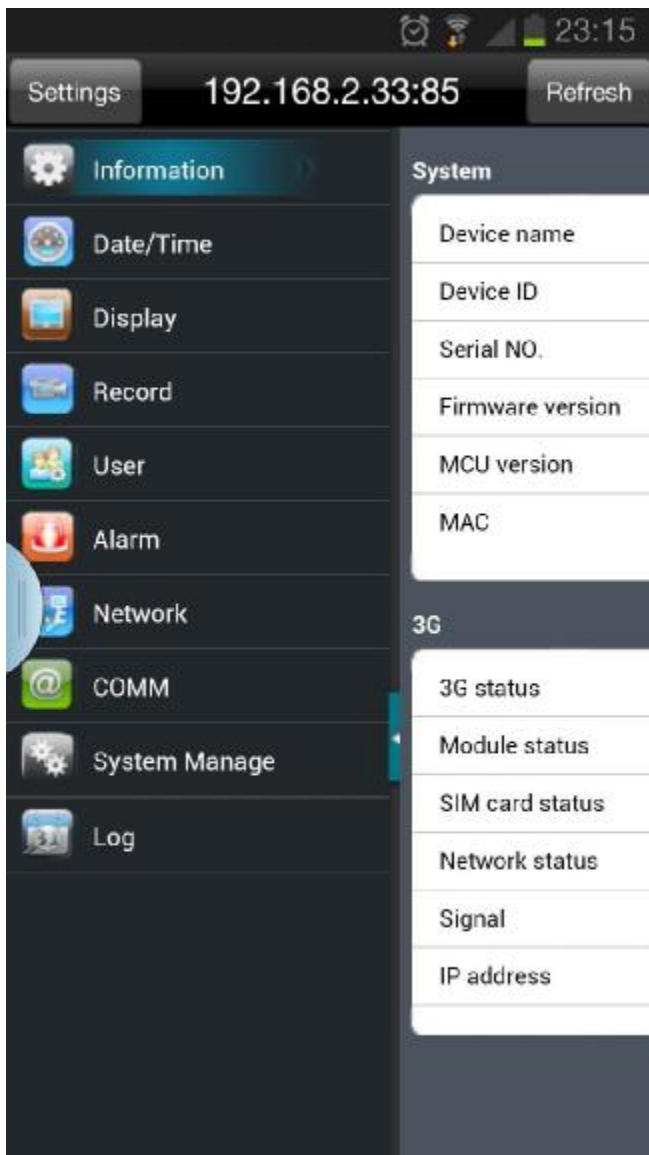 23:15
Settings 192.168.2.33:85 Refresh
Information
Date/Time
Display
Record
User
Alarm
Network
COMM
System Manage
31 Log
System
Device name
Device ID
Serial NO.
Firmware version
MCU version
MAC
3G
3G status
Module status
SIM card status
Network status
Signal
IP address